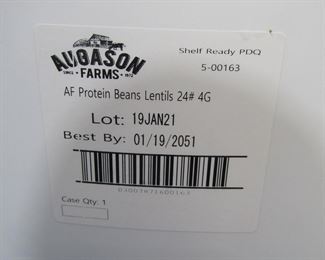 Shelf Ready PDQ
AUGASON
SINCE 1972
FARMS
5-00163
AF Protein Beans Lentils 24# 4G
Lot: 19JAN21
Best By: 01/19/2051
Case Qty: 1